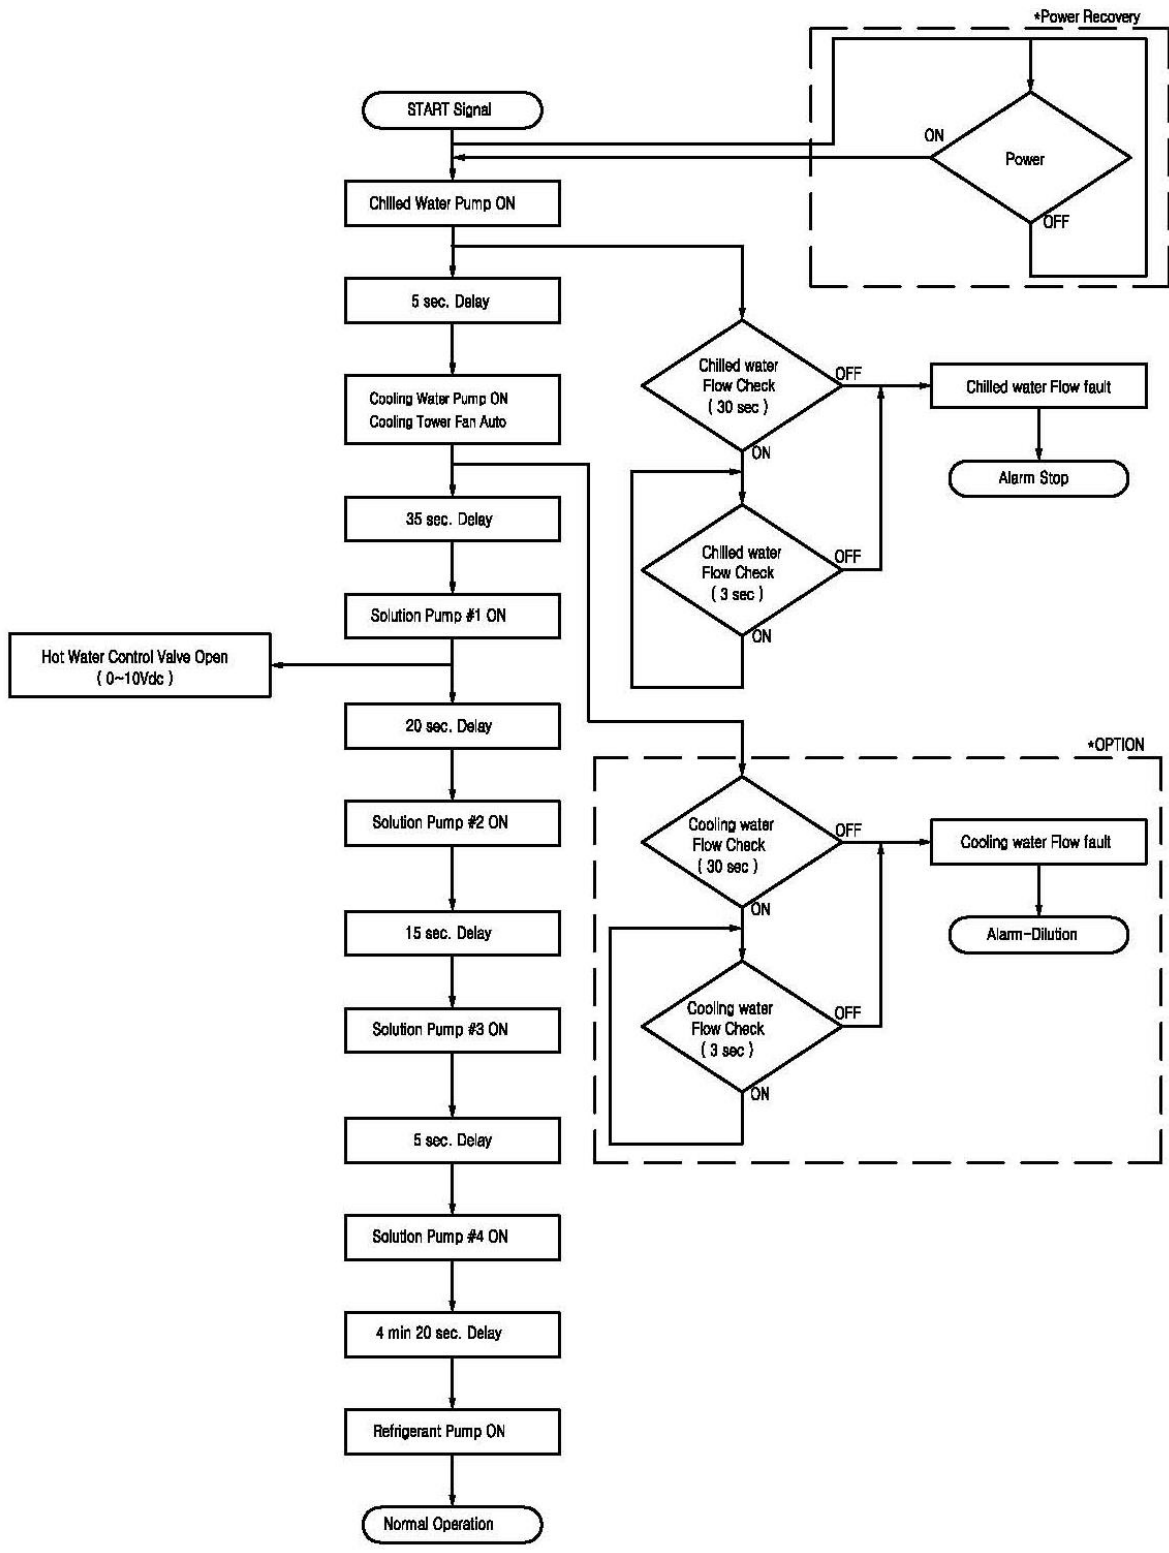 *Power Recovery
START Signal
ON
Power
OFF
Chilled Water Pump ON
5 sec. Delay
Chilled water
Flow Check
( 30 sec )
OFF
ON
Chilled water Flow fault
Alarm Stop
Cooling Water Pump ON
Cooling Tower Fan Auto
35 sec. Delay
Chilled water
Flow Check
( 3 sec )
OFF
ON
Solution Pump #1 ON
Hot Water Control Valve Open
( 0~10Vdc )
20 sec. Delay
*OPTION
Solution Pump #2 ON
Cooling water
Flow Check
( 30 sec )
OFF
ON
Cooling water Flow fault
Alarm-Dilution
15 sec. Delay
Solution Pump #3 ON
Cooling water
Flow Check
( 3 sec )
OFF
ON
5 sec. Delay
Solution Pump #4 ON
4 min 20 sec. Delay
Refrigerant Pump ON
Normal Operation